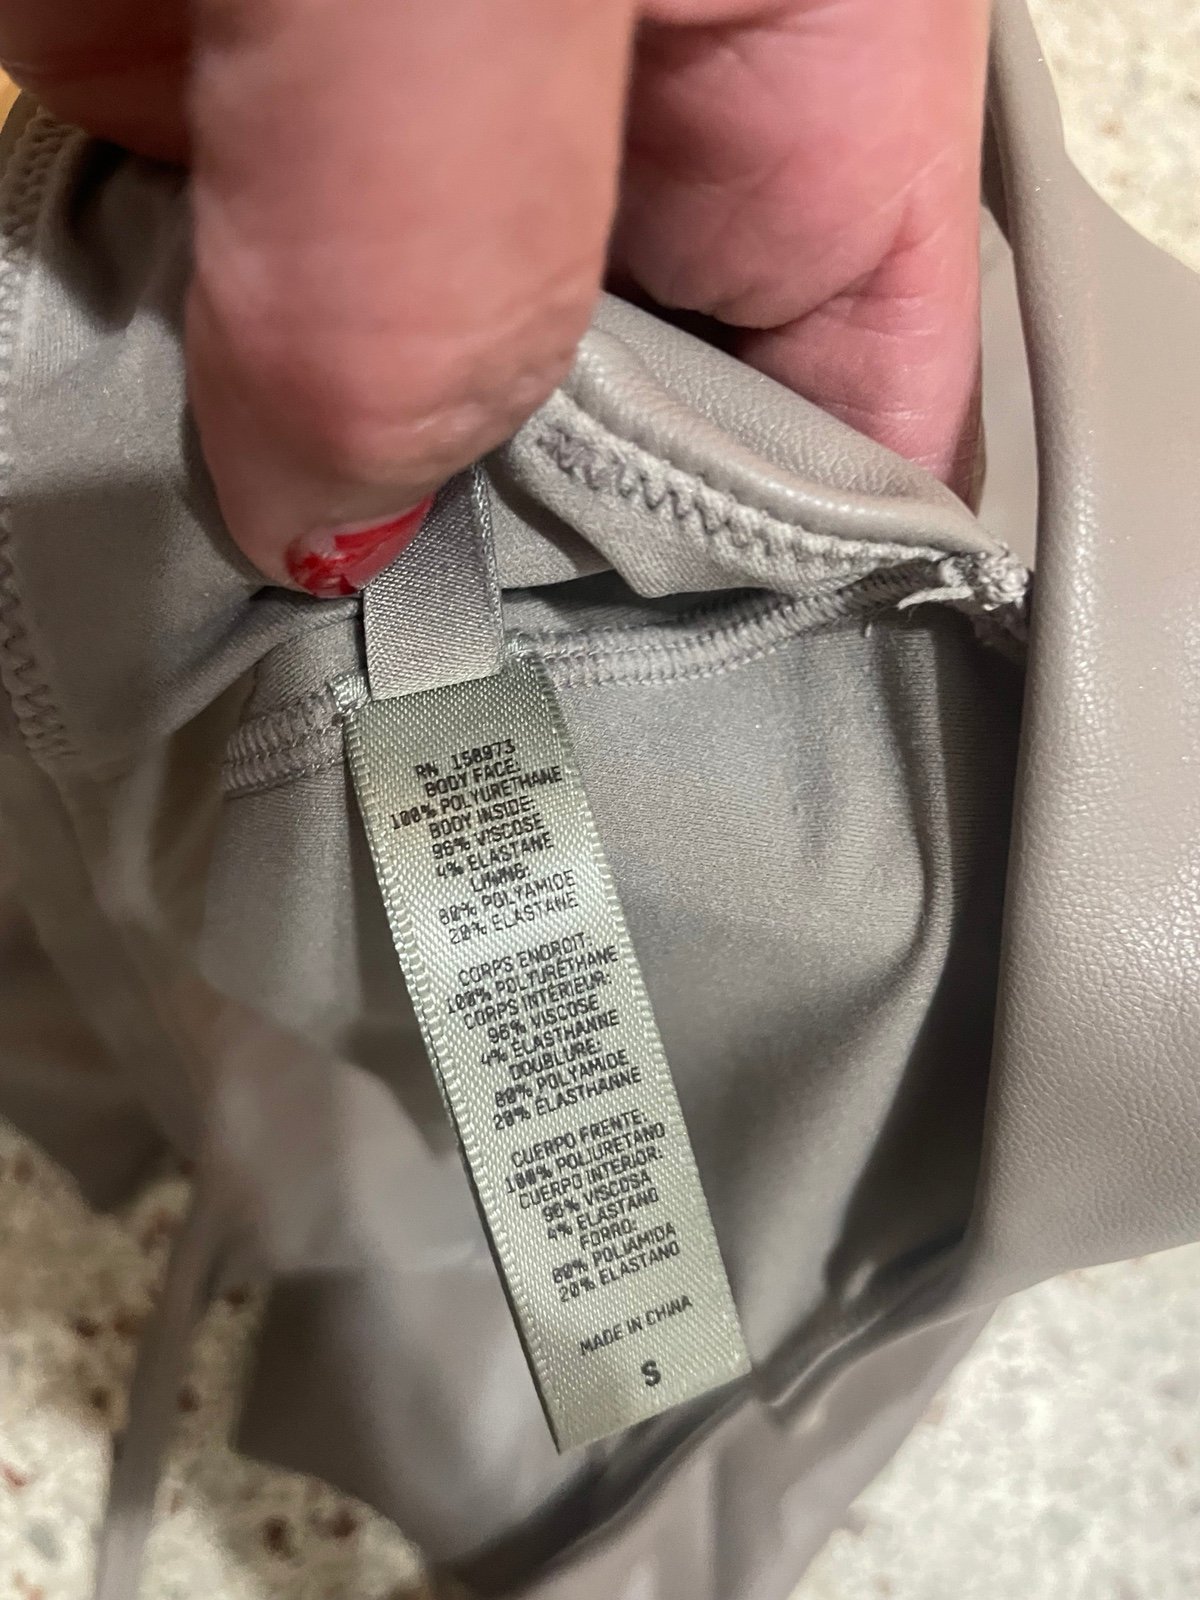 RN 158973
BODY FACE:
100% POLYURETHANE
BODY INSIDE:
96% VISCOSE
4% ELASTANE
LINING:
80% POLYAMIDE
20% ELASTANE
CORPS ENDROIT:
100% POLYURÉTHANE
CORPS INTÉRIEUR:
96% VISCOSE
4% ÉLASTHANNE
DOUBLURE:
80% POLYAMIDE
20% ÉLASTHANNE
CUERPO FRENTE:
100% POLIURETANO
CUERPO INTERIOR:
96% VISCOSA
4% ELASTANO
FORRO:
80% POLIAMIDA
20% ELASTANO
MADE IN CHINA
S